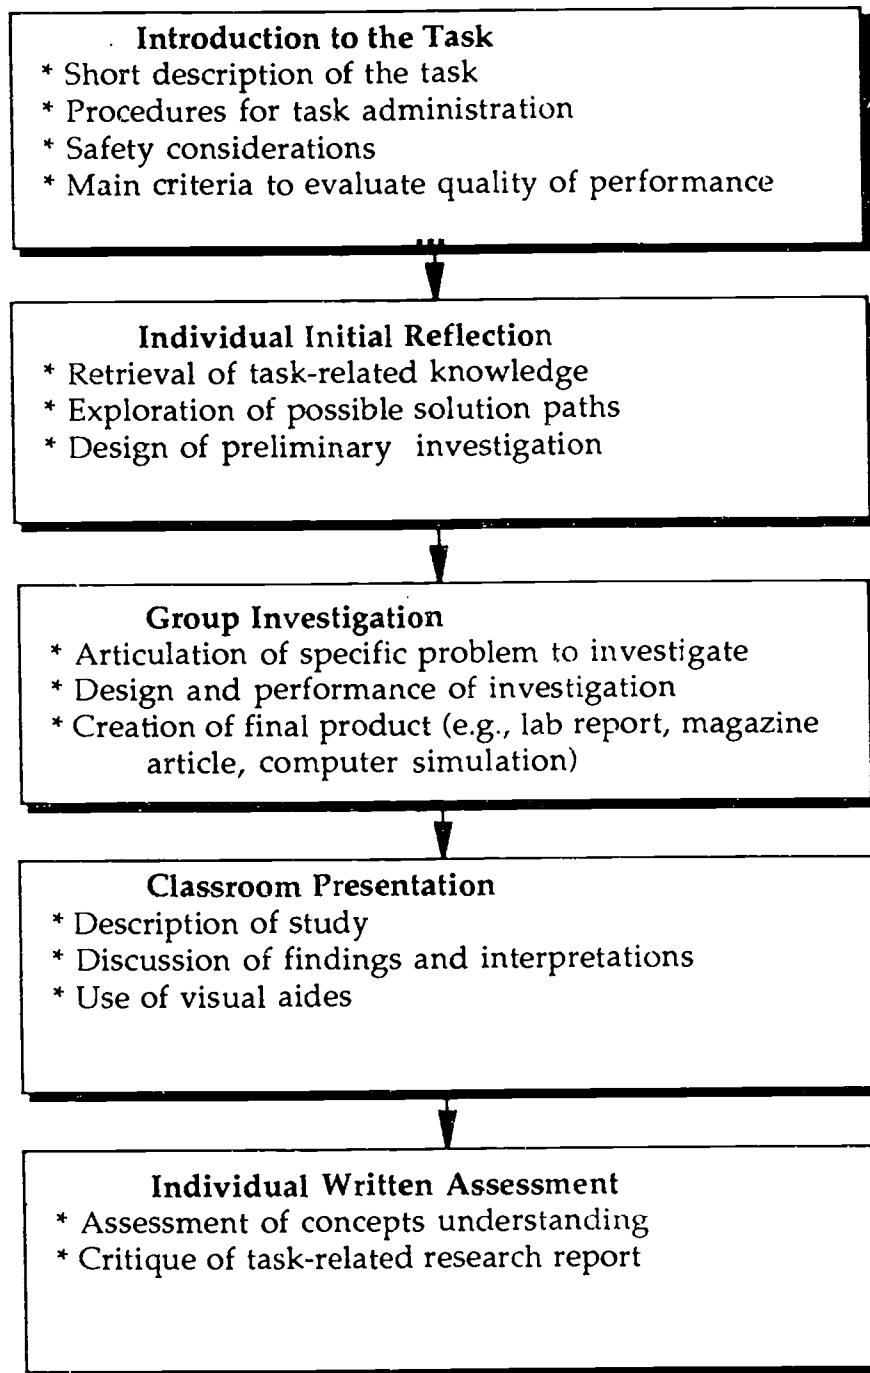 Introduction to the Task
* Short description of the task
* Procedures for task administration
* Safety considerations
* Main criteria to evaluate quality of performance
Individual Initial Reflection
* Retrieval of task-related knowledge
* Exploration of possible solution paths
* Design of preliminary investigation
Group Investigation
* Articulation of specific problem to investigate
* Design and performance of investigation
* Creation of final product (e.g., lab report, magazine
article, computer simulation)
Classroom Presentation
* Description of study
* Discussion of findings and interpretations
* Use of visual aides
Individual Written Assessment
* Assessment of concepts understanding
* Critique of task-related research report